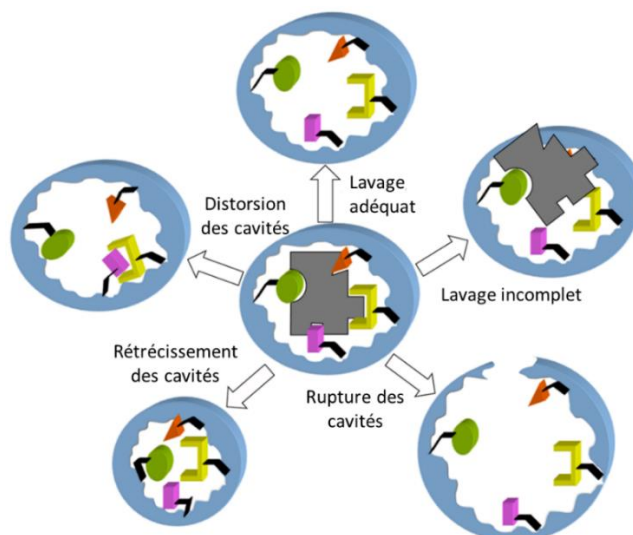 Distorsion
des cavités
Lavage
adéquat
Lavage incomplet
Rétrécissement
des cavités
Rupture des
cavités